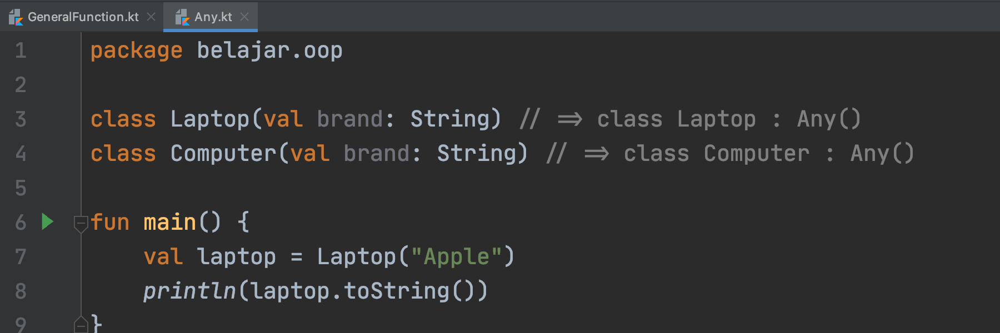 GeneralFunction.kt Any.kt
1 package belajar.oop
2
3 class Laptop(val brand: String) // => class Laptop : Any()
4 class Computer(val brand: String) // => class Computer : Any()
5
6 fun main() {
7 val laptop = Laptop("Apple")
8 println(laptop.toString())
9 }